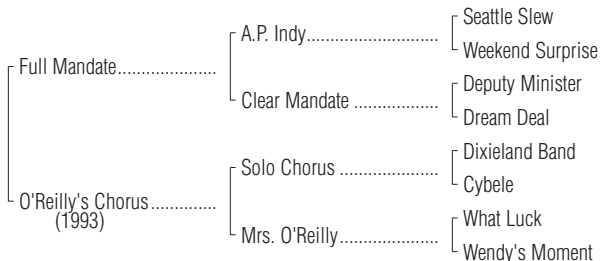 Seattle Slew
A.P. Indy.......................................
Weekend Surprise
Full Mandate.....................
Deputy Minister
Clear Mandate ...................
Dream Deal
Dixieland Band
Solo Chorus ......................
Cybele
O'Reilly's Chorus..............
(1993)
What Luck
Mrs. O'Reilly......................
Wendy's Moment